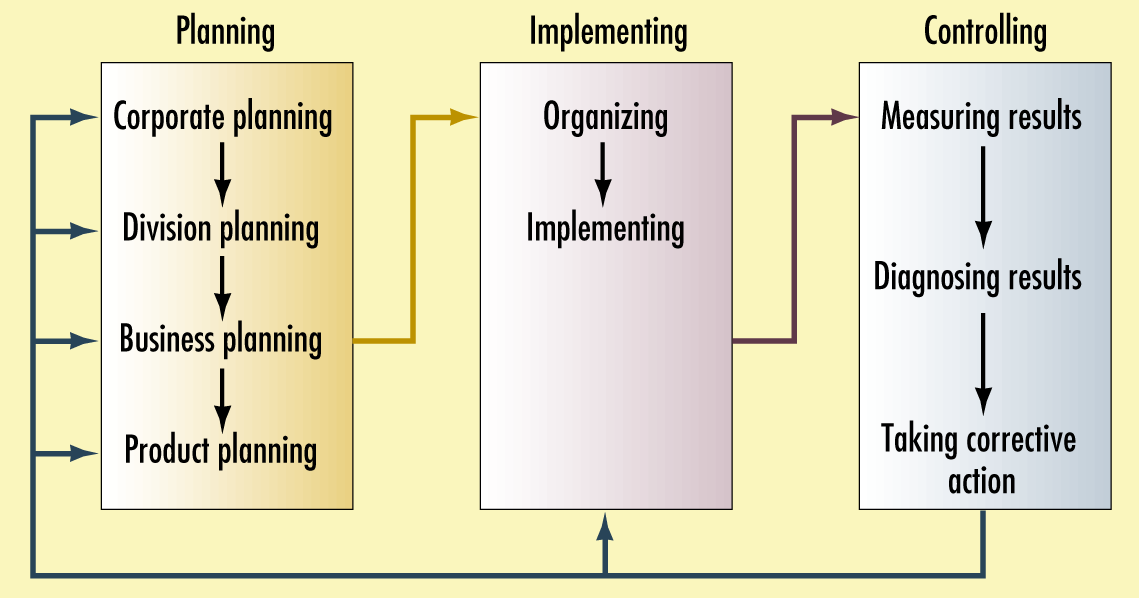 Planning
Corporate planning
Division planning
Business planning
Product planning
Implementing
Organizing
Implementing
Controlling
Measuring results
Diagnosing results
Taking corrective
action